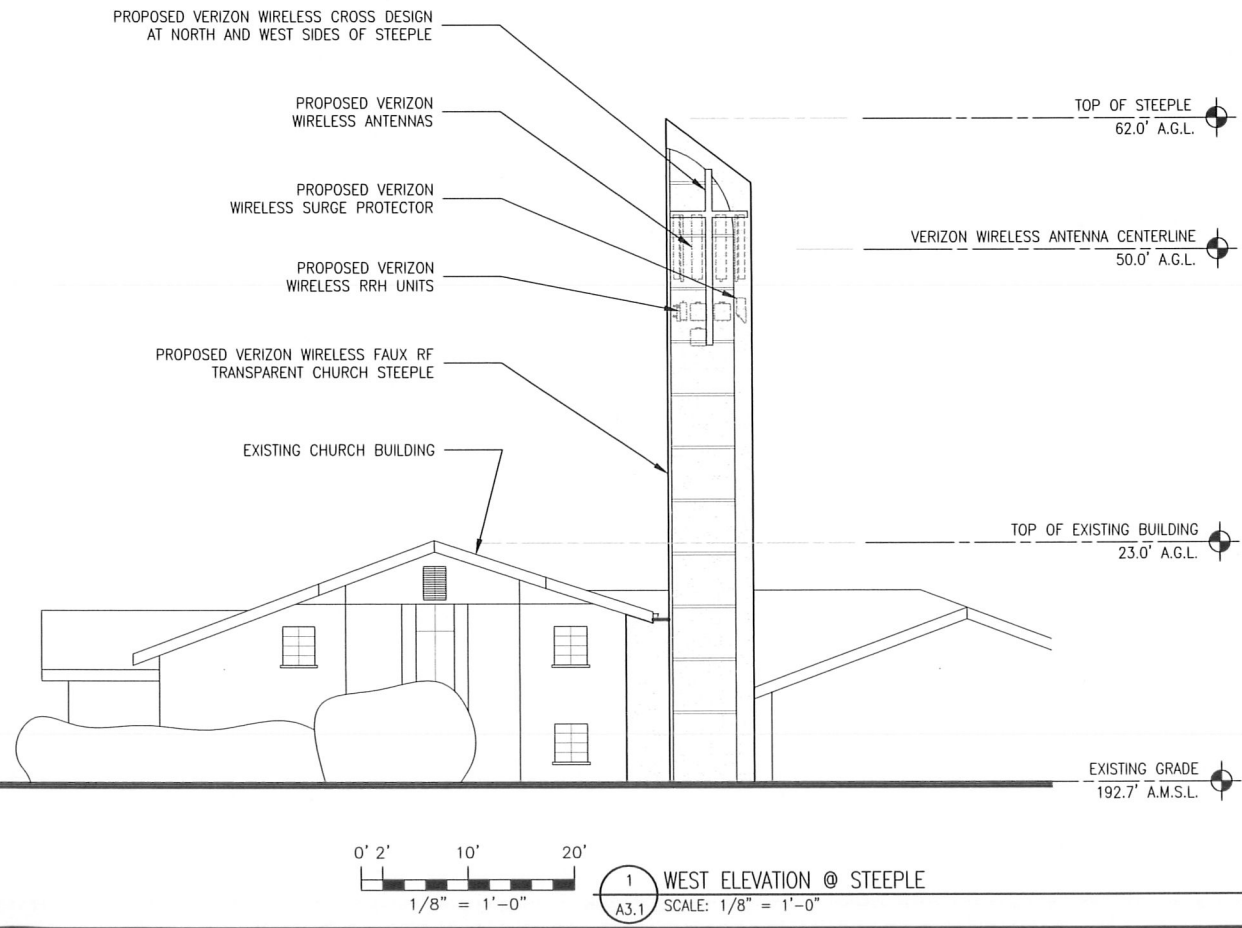 PROPOSED VERIZON WIRELESS CROSS DESIGN
AT NORTH AND WEST SIDES OF STEEPLE
PROPOSED VERIZON
WIRELESS ANTENNAS
PROPOSED VERIZON
WIRELESS SURGE PROTECTOR
PROPOSED VERIZON
WIRELESS RRH UNITS
PROPOSED VERIZON WIRELESS FAUX RF
TRANSPARENT CHURCH STEEPLE
EXISTING CHURCH BUILDING
TOP OF STEEPLE
62.0' A.G.L.
VERIZON WIRELESS ANTENNA CENTERLINE
50.0' A.G.L.
TOP OF EXISTING BUILDING
23.0' A.G.L.
EXISTING GRADE
192.7' A.M.S.L.
0' 2' 10' 20'
1/8" = 1'-0"
1
A3.1
WEST ELEVATION @ STEEPLE
SCALE: 1/8" = 1'-0"